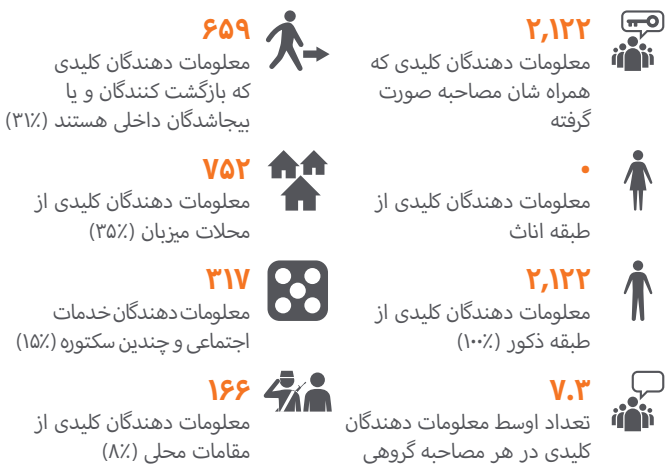 ۲,۱۲۲
معلومات دهندگان کلیدی که
همراه شان مصاحبه صورت
گرفته
۰
معلومات دهندگان کلیدی از
طبقه اناث
۲,۱۲۲
معلومات دهندگان کلیدی از
طبقه ذکور (۱۰۰٪)
۷.۳
تعداد اوسط معلومات دهندگان
کلیدی در هر مصاحبه گروهی
۶۵۹
معلومات دهندگان کلیدی
که بازگشت کنندگان و یا
بیجاشدگان داخلی هستند (۳۱٪)
۷۵۲
معلومات دهندگان کلیدی از
محلات میزبان (۳۵٪)
۳۱۷
معلومات دهندگان خدمات
اجتماعی و چندین سکتوره (۱۵٪)
۱۶۶
معلومات دهندگان کلیدی از
مقامات محلی (۸٪)